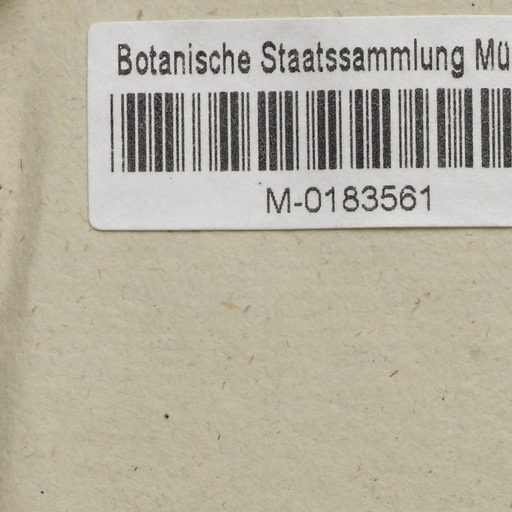 Botanische Staatssammlung Mü
M-0183561